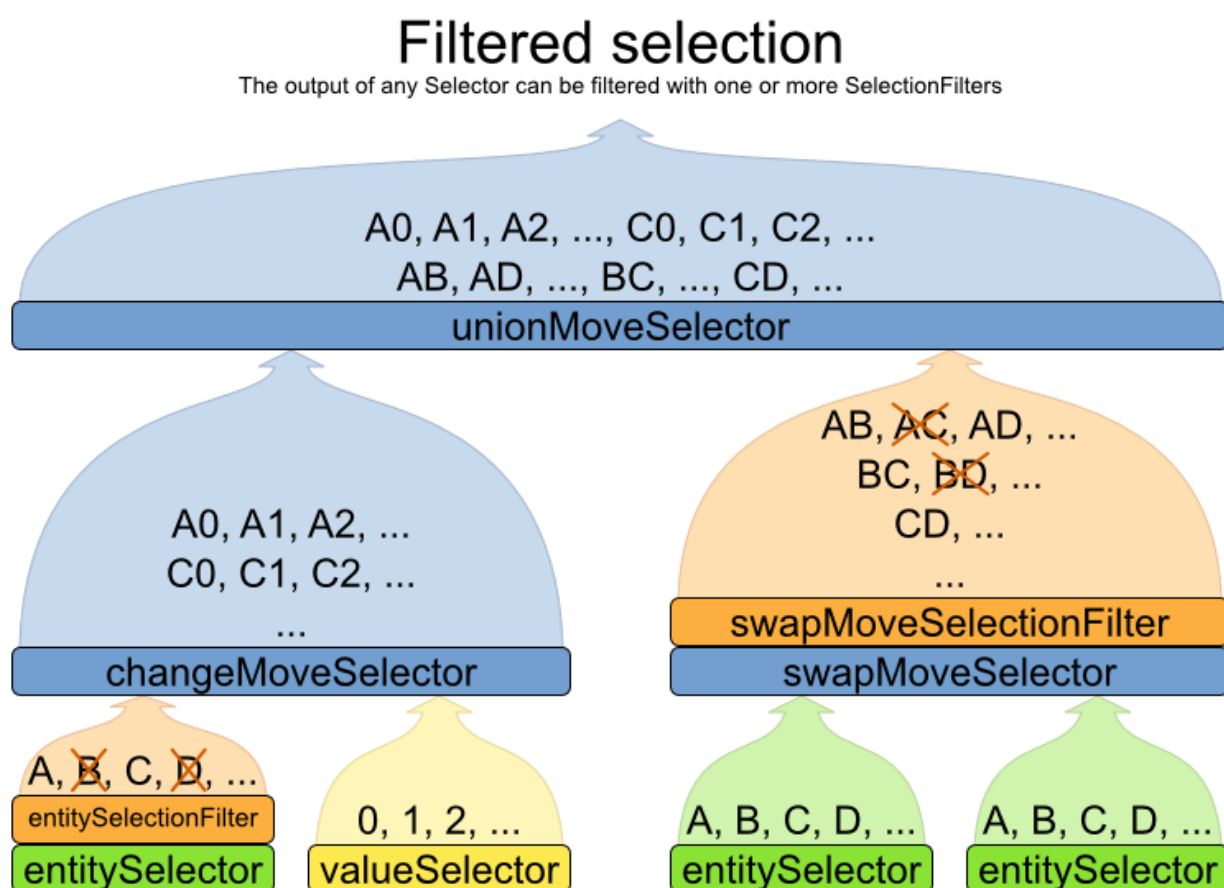 Filtered selection
The output of any Selector can be filtered with one or more SelectionFilters
A0, A1, A2, ..., C0, C1, C2, ...
AB, AD, ..., BC, ..., CD, ...
unionMoveSelector
A0, A1, A2, ...
C0, C1, C2, ...
...
changeMoveSelector
A, B, C, D, ...
entitySelectionFilter
entitySelector
0, 1, 2, ...
valueSelector
AB, AC, AD, ...
BC, BD, ...
CD, ...
...
swapMoveSelectionFilter
swapMoveSelector
A, B, C, D, ...
entitySelector
A, B, C, D, ...
entitySelector